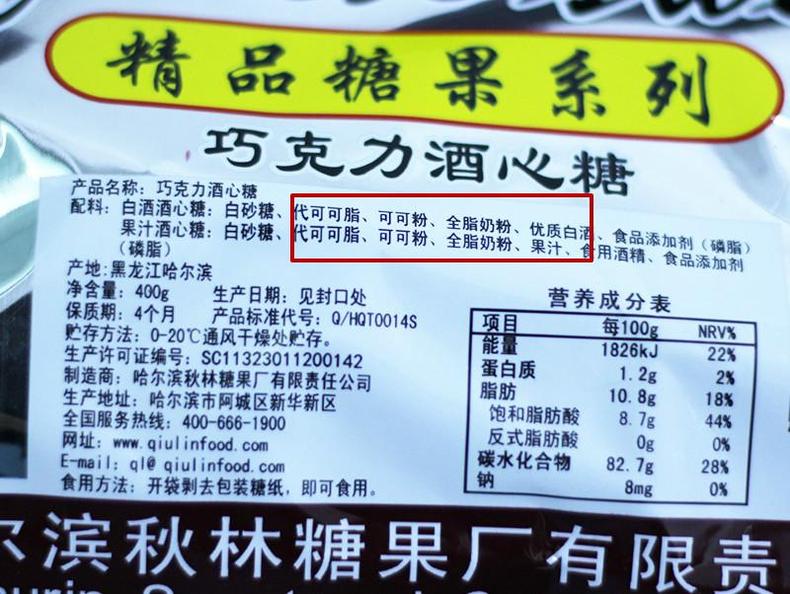 精品糖果系列
巧克力酒心糖
产品名称：巧克力酒心糖
配料：白酒酒心糖：白砂糖、代可可脂、可可粉、全脂奶粉、优质白酒、食品添加剂（磷脂）
果汁酒心糖：白砂糖、代可可脂、可可粉、全脂奶粉、果汁、食用酒精、食品添加剂
（磷脂）
产地：黑龙江哈尔滨
净含量：400g 生产日期：见封口处
保质期：4个月 产品标准代号：Q/HQT0014S
贮存方法：0-20℃通风干燥处贮存。
生产许可证编号：SC11323011200142
制造商：哈尔滨秋林糖果厂有限责任公司
生产地址：哈尔滨市阿城区新华新区
全国服务热线：400-666-1900
网址：www.qiulinfood.com
E-mail：ql@qiulinfood.com
食用方法：开袋剥去包装糖纸，即可食用。
营养成分表
项目 每100g NRV%
能量 1826kJ 22%
蛋白质 1.2g 2%
脂肪 10.8g 18%
饱和脂肪酸 8.7g 44%
反式脂肪酸 0g 0%
碳水化合物 82.7g 28%
钠 8mg 0%
尔滨秋林糖果厂有限责